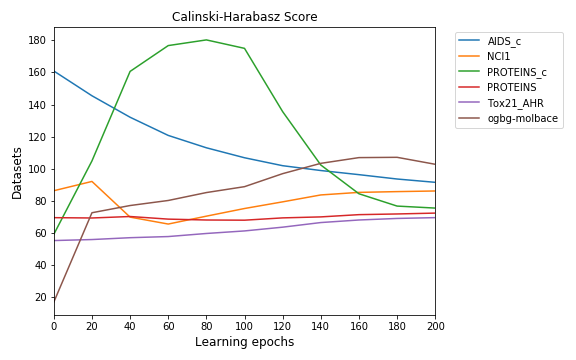 Calinski-Harabasz Score
Datasets
180
160
140
120
100
80
60
40
20
0 20 40 60 80 100 120 140 160 180 200
Learning epochs
AIDS_c
NCI1
PROTEINS_c
PROTEINS
Tox21_AHR
ogbg-molbace